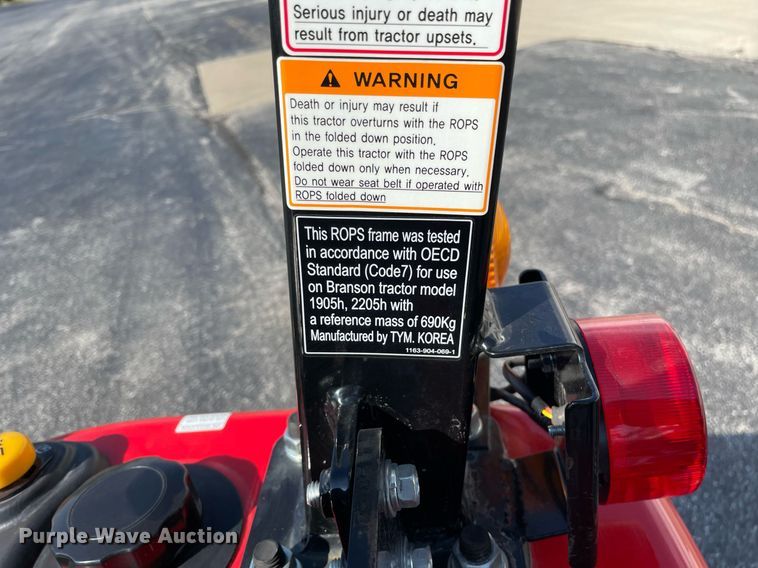 Serious injury or death may
result from tractor upsets.
WARNING
Death or injury may result if
this tractor overturns with the ROPS
in the folded down position.
Operate this tractor with the ROPS
folded down only when necessary.
Do not wear seat belt if operated with
ROPS folded down
This ROPS frame was tested
in accordance with OECD
Standard (Code7) for use
on Branson tractor model
1905h, 2205h with
a reference mass of 690Kg
Manufactured by TYM. KOREA
1163-904-069-1
Purple Wave Auction